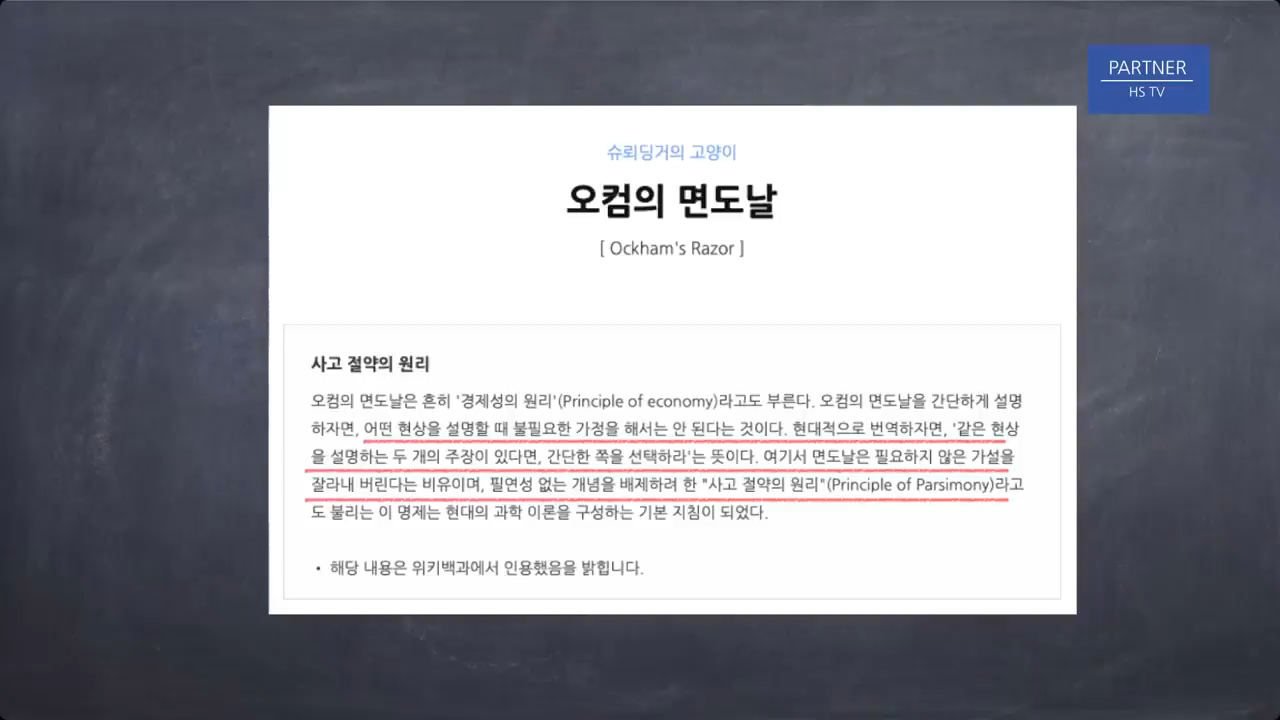 PARTNER
HS TV
슈뢰딩거의 고양이
오컴의 면도날
[ Ockham's Razor ]
사고 절약의 원리
오컴의 면도날은 흔히 '경제성의 원리'(Principle of economy)라고도 부른다. 오컴의 면도날을 간단하게 설명
하자면, 어떤 현상을 설명할 때 불필요한 가정을 해서는 안 된다는 것이다. 현대적으로 번역하자면, '같은 현상
을 설명하는 두 개의 주장이 있다면, 간단한 쪽을 선택하라'는 뜻이다. 여기서 면도날은 필요하지 않은 가설을
잘라내 버린다는 비유이며, 필연성 없는 개념을 배제하려 한 "사고 절약의 원리"(Principle of Parsimony)라고
도 불리는 이 명제는 현대의 과학 이론을 구성하는 기본 지침이 되었다.
• 해당 내용은 위키백과에서 인용했음을 밝힙니다.